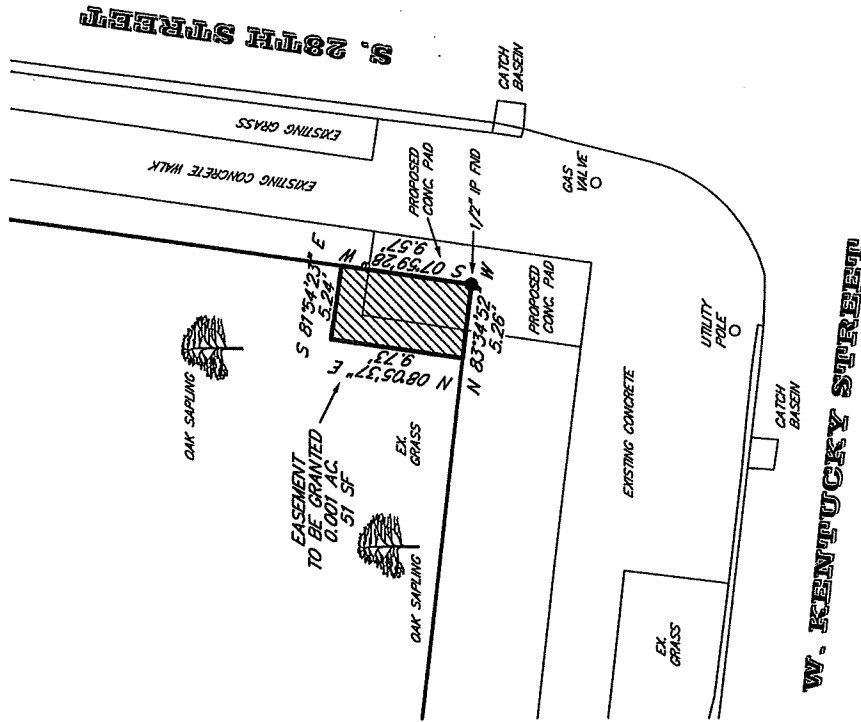 S. 28TH STREET
CATCH
BASEIN
EXISTING GRASS
EXISTING CONCRETE WALK
PROPOSED
CONC. PAD
1/2" IP FND
GAS
VALVE
S 07°59'28" W
9.57'
S 81°54'23" E
5.24'
N 08°05'37" E
9.73'
N 83°34'52" W
5.26'
PROPOSED
CONC. PAD
OAK SAPLING
EASEMENT
TO BE GRANTED
0.001 AC.
51 SF
EX.
GRASS
OAK SAPLING
EXISTING CONCRETE
UTILITY
POLE
CATCH
BASIN
EX.
GRASS
W. KENTUCKY STREET